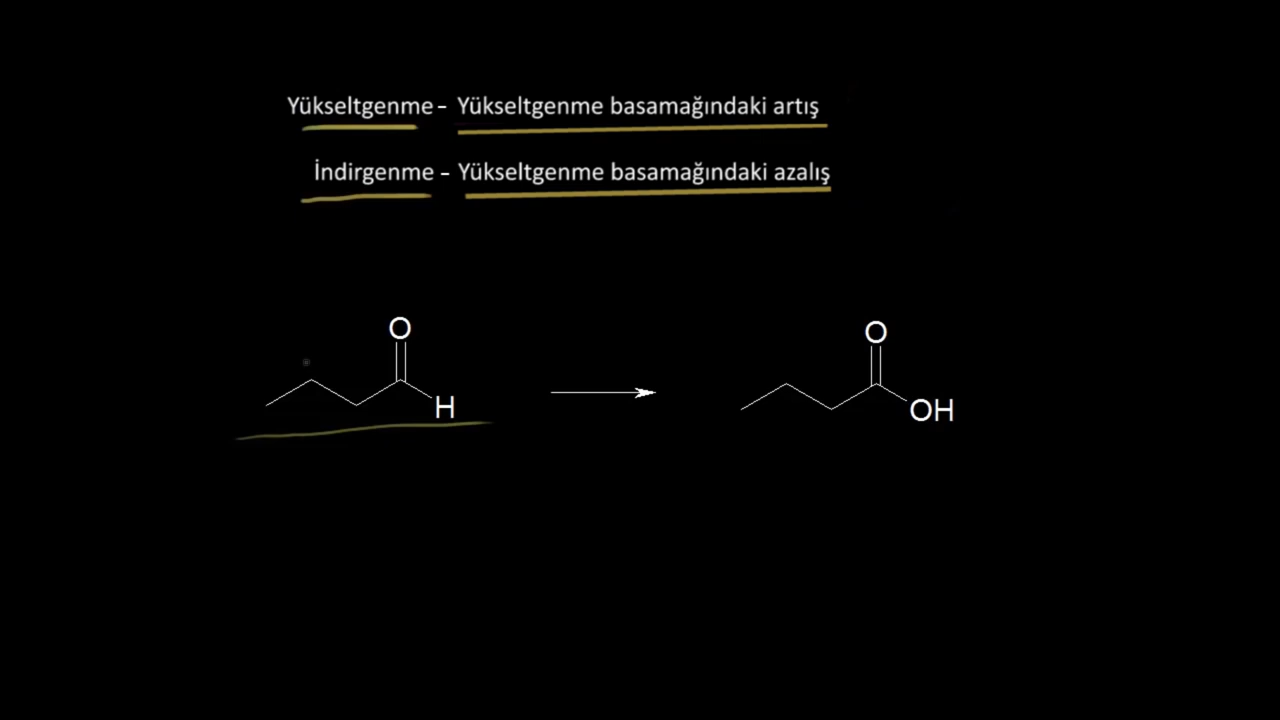 Yükseltgenme – Yükseltgenme basamağındaki artış
İndirgenme – Yükseltgenme basamağındaki azalış
O
H
O
OH